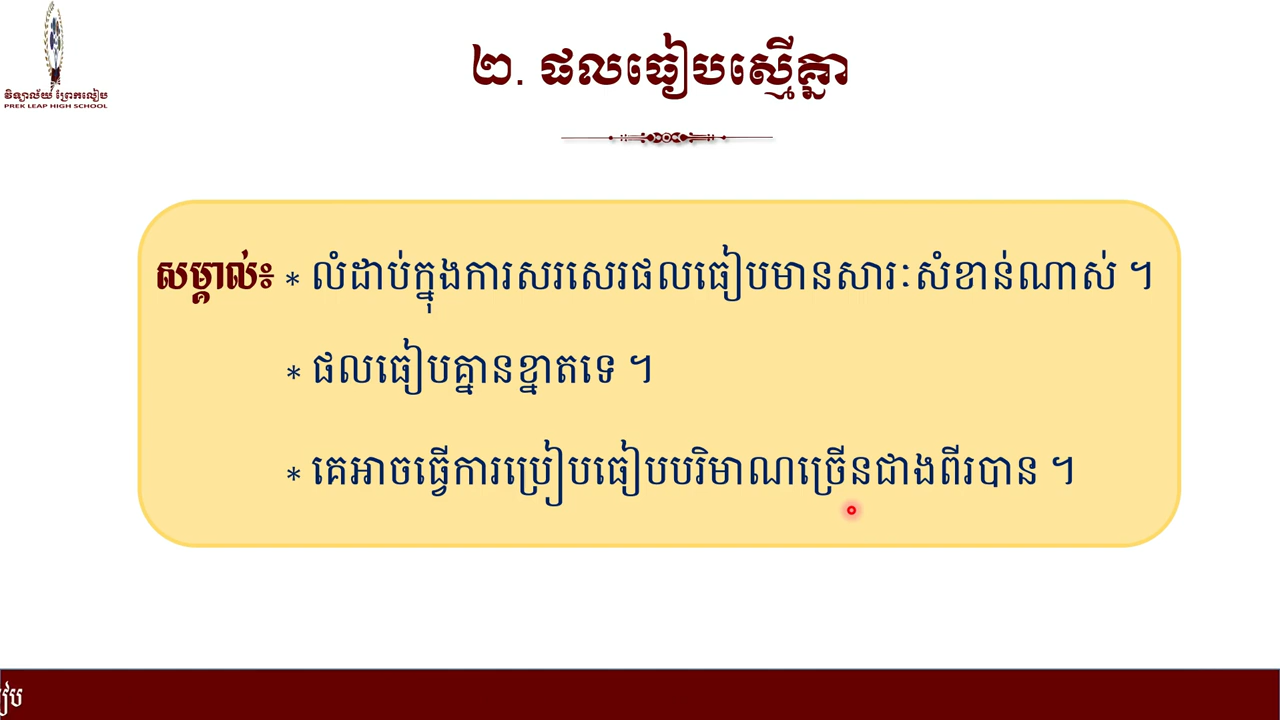 វិទ្យាល័យ ព្រែកលៀប
PREK LEAP HIGH SCHOOL
២. ផលធៀបស្មើគ្នា
សម្គាល់៖ * លំដាប់ក្នុងការសរសេរផលធៀបមានសារៈសំខាន់ណាស់ ។
* ផលធៀបគ្មានខ្នាតទេ ។
* គេអាចធ្វើការប្រៀបធៀបបរិមាណច្រើនជាងពីរបាន ។